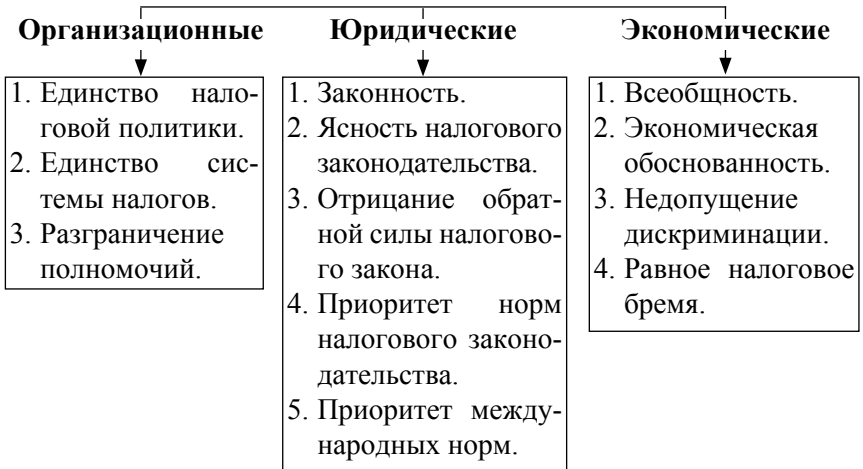 Организационные
1. Единство нало-
говой политики.
2. Единство сис-
темы налогов.
3. Разграничение
полномочий.
Юридические
1. Законность.
2. Ясность налогового
законодательства.
3. Отрицание обрат-
ной силы налогово-
го закона.
4. Приоритет норм
налогового законо-
дательства.
5. Приоритет между-
народных норм.
Экономические
1. Всеобщность.
2. Экономическая
обоснованность.
3. Недопущение
дискриминации.
4. Равное налоговое
бремя.